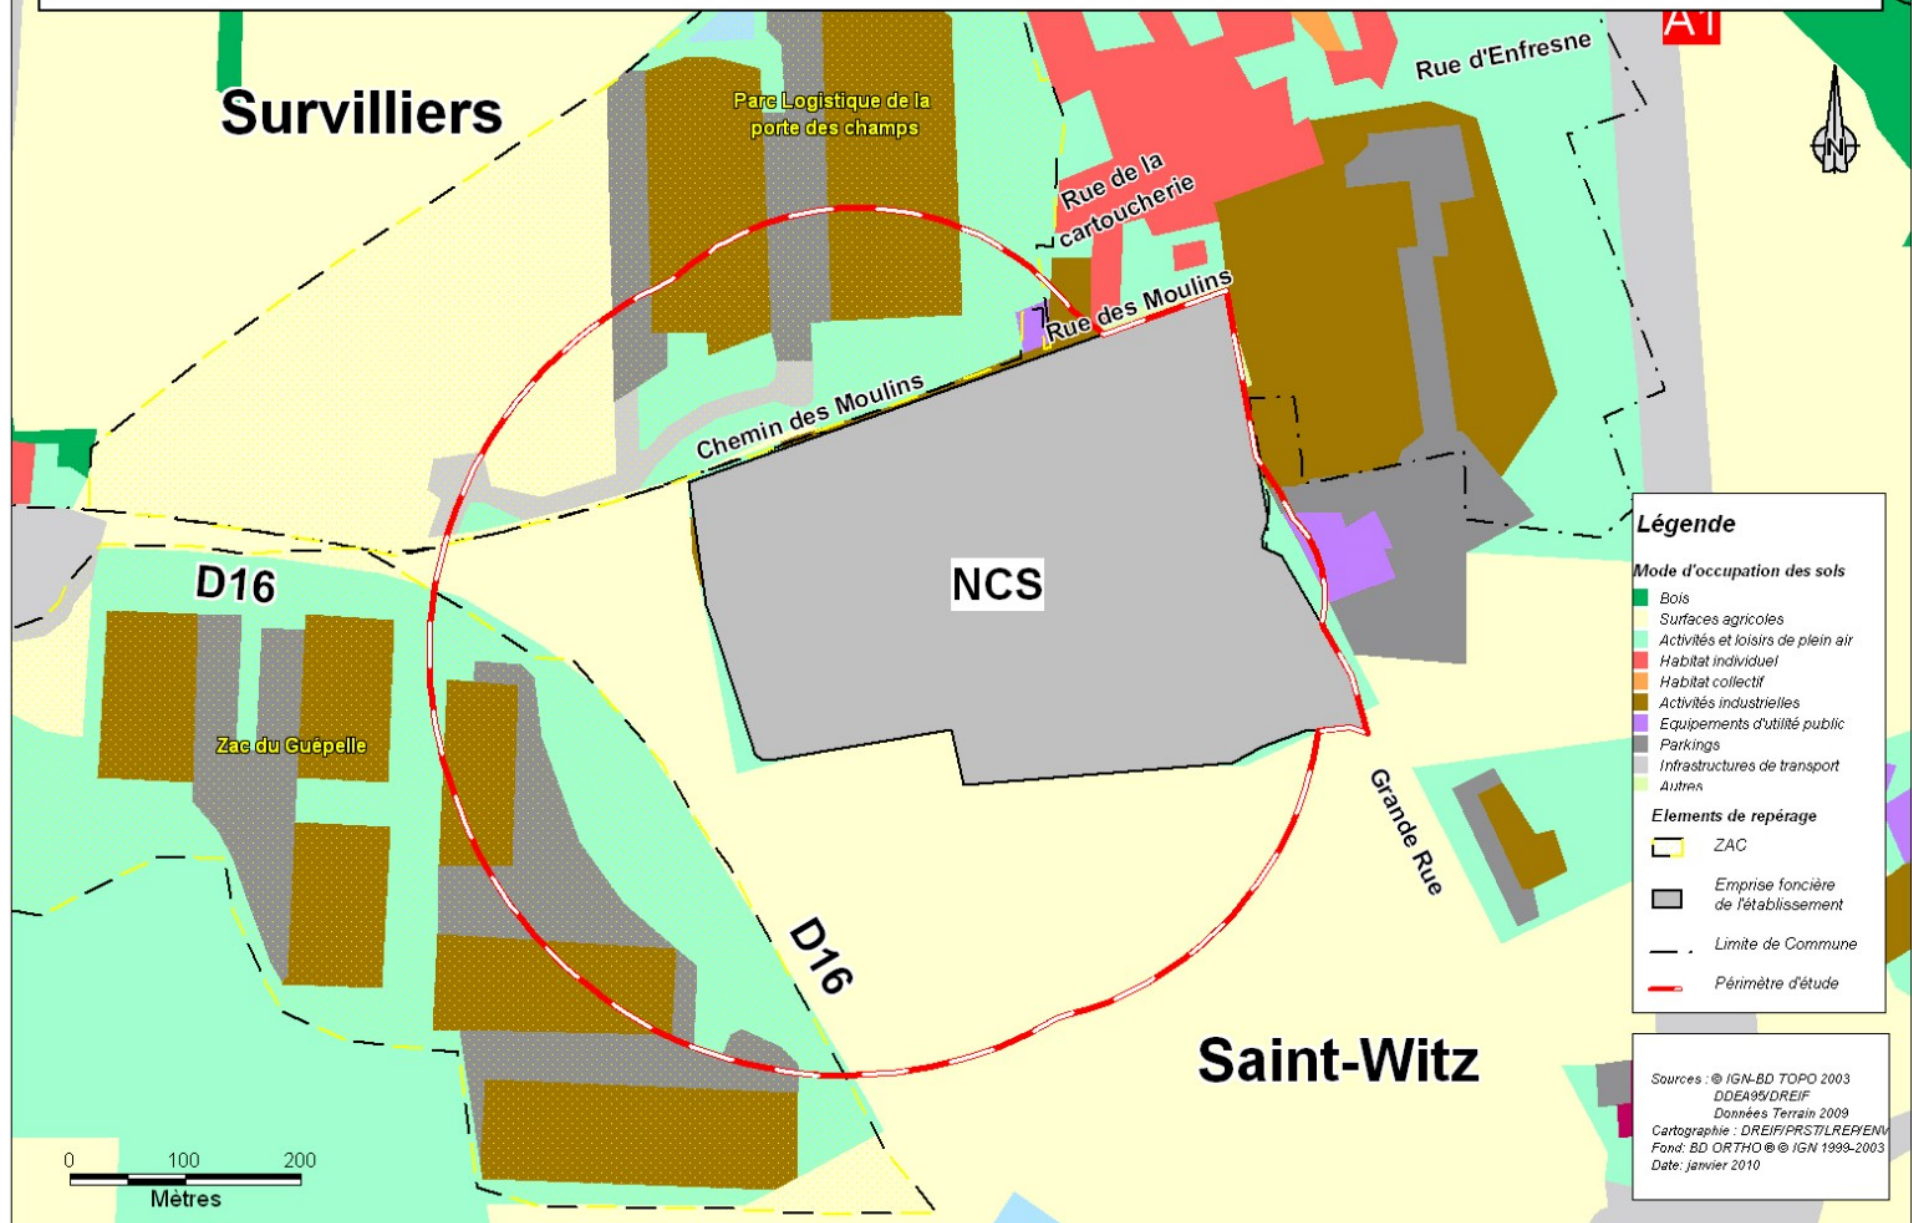 A1
Rue d'Enfresne
Survilliers
Parc Logistique de la
porte des champs
N
Rue de la
cartoucherie
Rue des Moulins
Chemin des Moulins
NCS
D16
Zac du Guépelle
Grande Rue
D16
Saint-Witz
0 100 200
Mètres
Légende
Mode d'occupation des sols
Bois
Surfaces agricoles
Activités et loisirs de plein air
Habitat individuel
Habitat collectif
Activités industrielles
Equipements d'utilité public
Parkings
Infrastructures de transport
Autres
Elements de repérage
ZAC
Emprise foncière
de l'établissement
Limite de Commune
Périmètre d'étude
Sources : © IGN-BD TOPO 2003
DDEA95/DREIF
Données Terrain 2009
Cartographie : DREIF/PRST/LREP/ENV
Fond: BD ORTHO ® © IGN 1999-2003
Date: janvier 2010